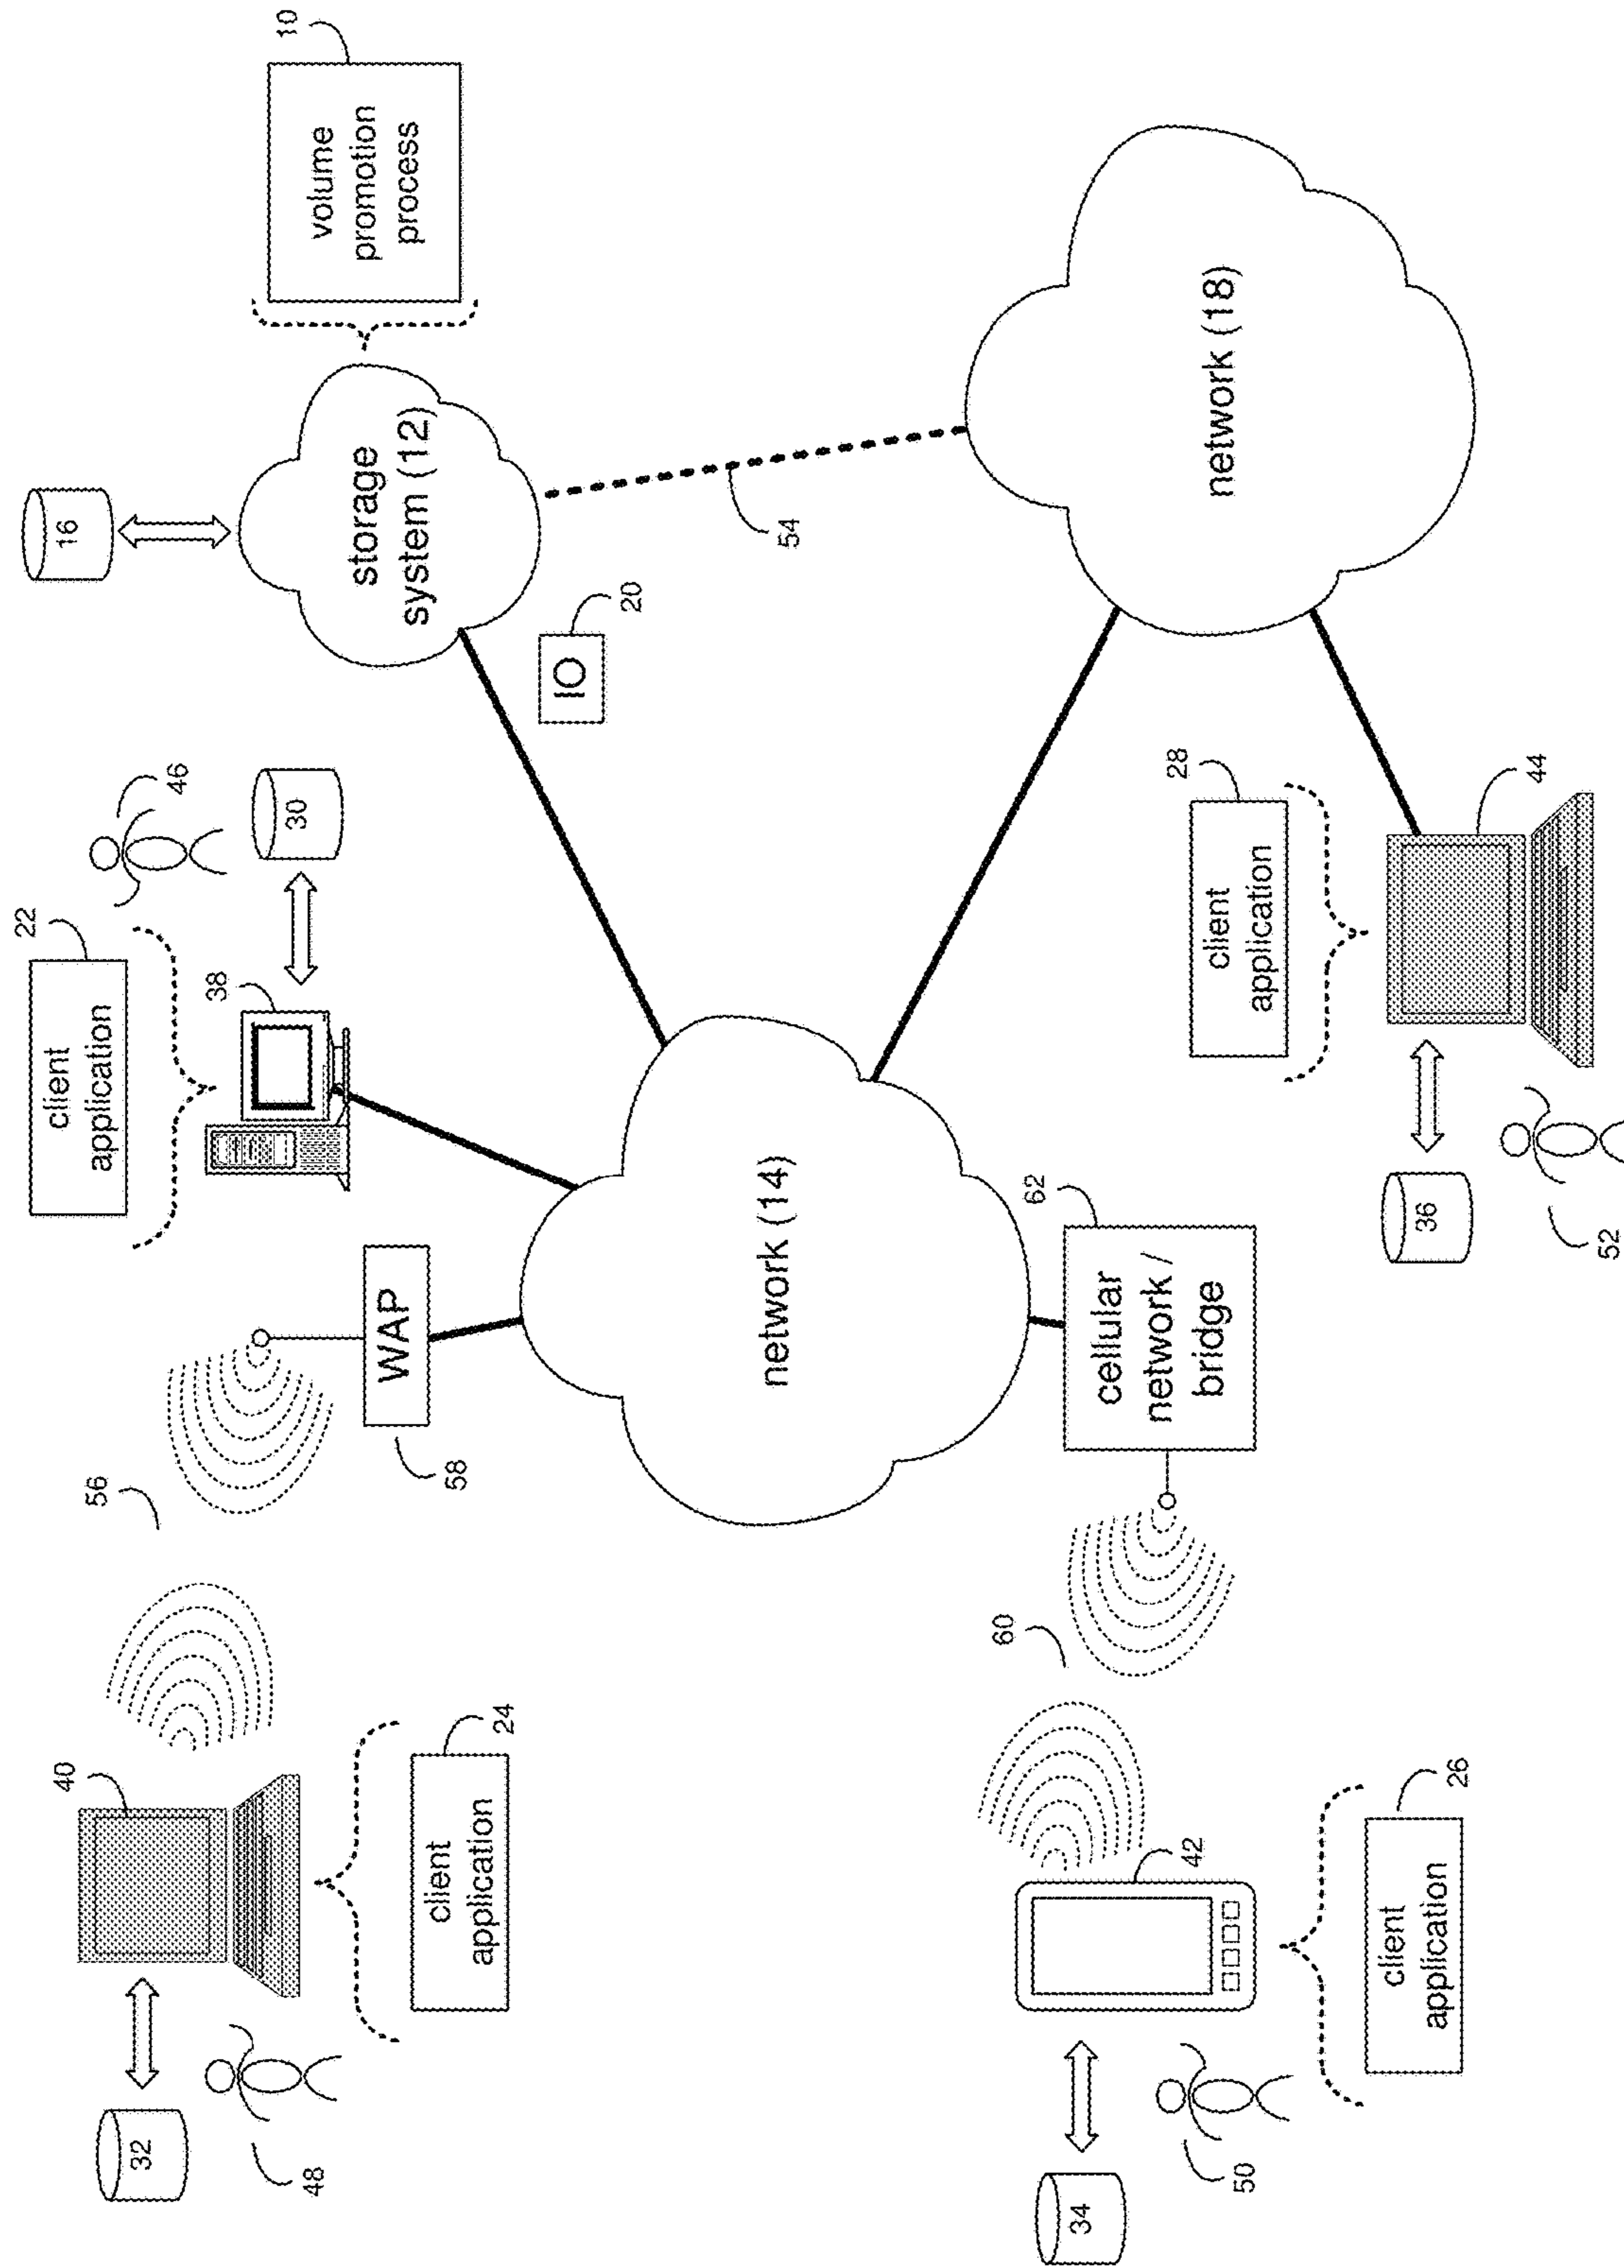 32
48
40
client
application
24
56
WAP
58
client
application
22
38
46
30
16
storage
system (12)
volume
promotion
process
10
IO
20
54
network (14)
network (18)
34
50
42
client
application
26
60
cellular
network /
bridge
62
client
application
28
36
52
44